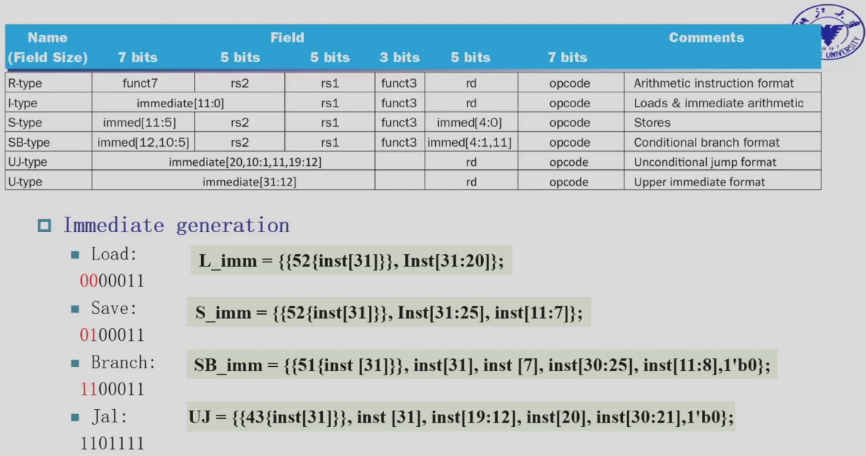 Name Field Comments
(Field Size) 7 bits 5 bits 5 bits 3 bits 5 bits 7 bits
R-type funct7 rs2 rs1 funct3 rd opcode Arithmetic instruction format
I-type immediate[11:0] rs1 funct3 rd opcode Loads & immediate arithmetic
S-type immed[11:5] rs2 rs1 funct3 immed[4:0] opcode Stores
SB-type immed[12,10:5] rs2 rs1 funct3 immed[4:1,11] opcode Conditional branch format
UJ-type immediate[20,10:1,11,19:12] rd opcode Unconditional jump format
U-type immediate[31:12] rd opcode Upper immediate format
Immediate generation
Load: L_imm = {{52{inst[31]}}, Inst[31:20]};
0000011
Save: S_imm = {{52{inst[31]}}, Inst[31:25], inst[11:7]};
0100011
Branch: SB_imm = {{51{inst [31]}}, inst[31], inst [7], inst[30:25], inst[11:8],1'b0};
1100011
Jal: UJ = {{43{inst[31]}}, inst [31], inst[19:12], inst[20], inst[30:21],1'b0};
1101111